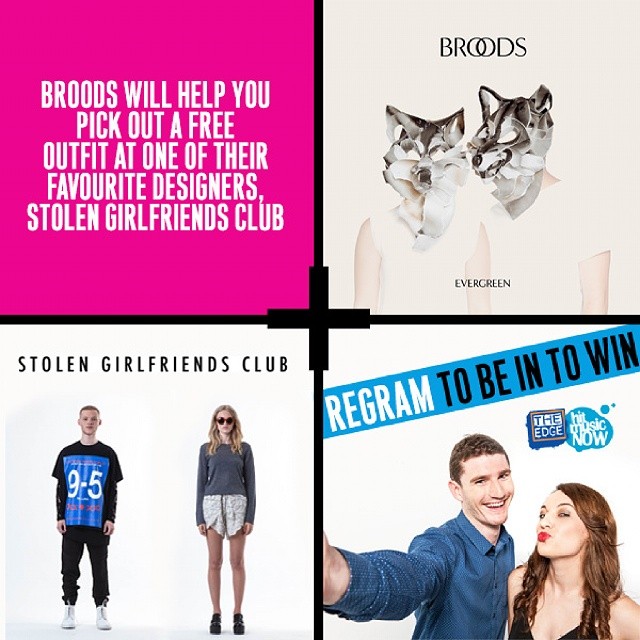 BROODS WILL HELP YOU
PICK OUT A FREE
OUTFIT AT ONE OF THEIR
FAVOURITE DESIGNERS,
STOLEN GIRLFRIENDS CLUB
BROODS
EVERGREEN
STOLEN GIRLFRIENDS CLUB
9-5
REGRAM TO BE IN TO WIN
THE
EDGE
hit
music
NOW